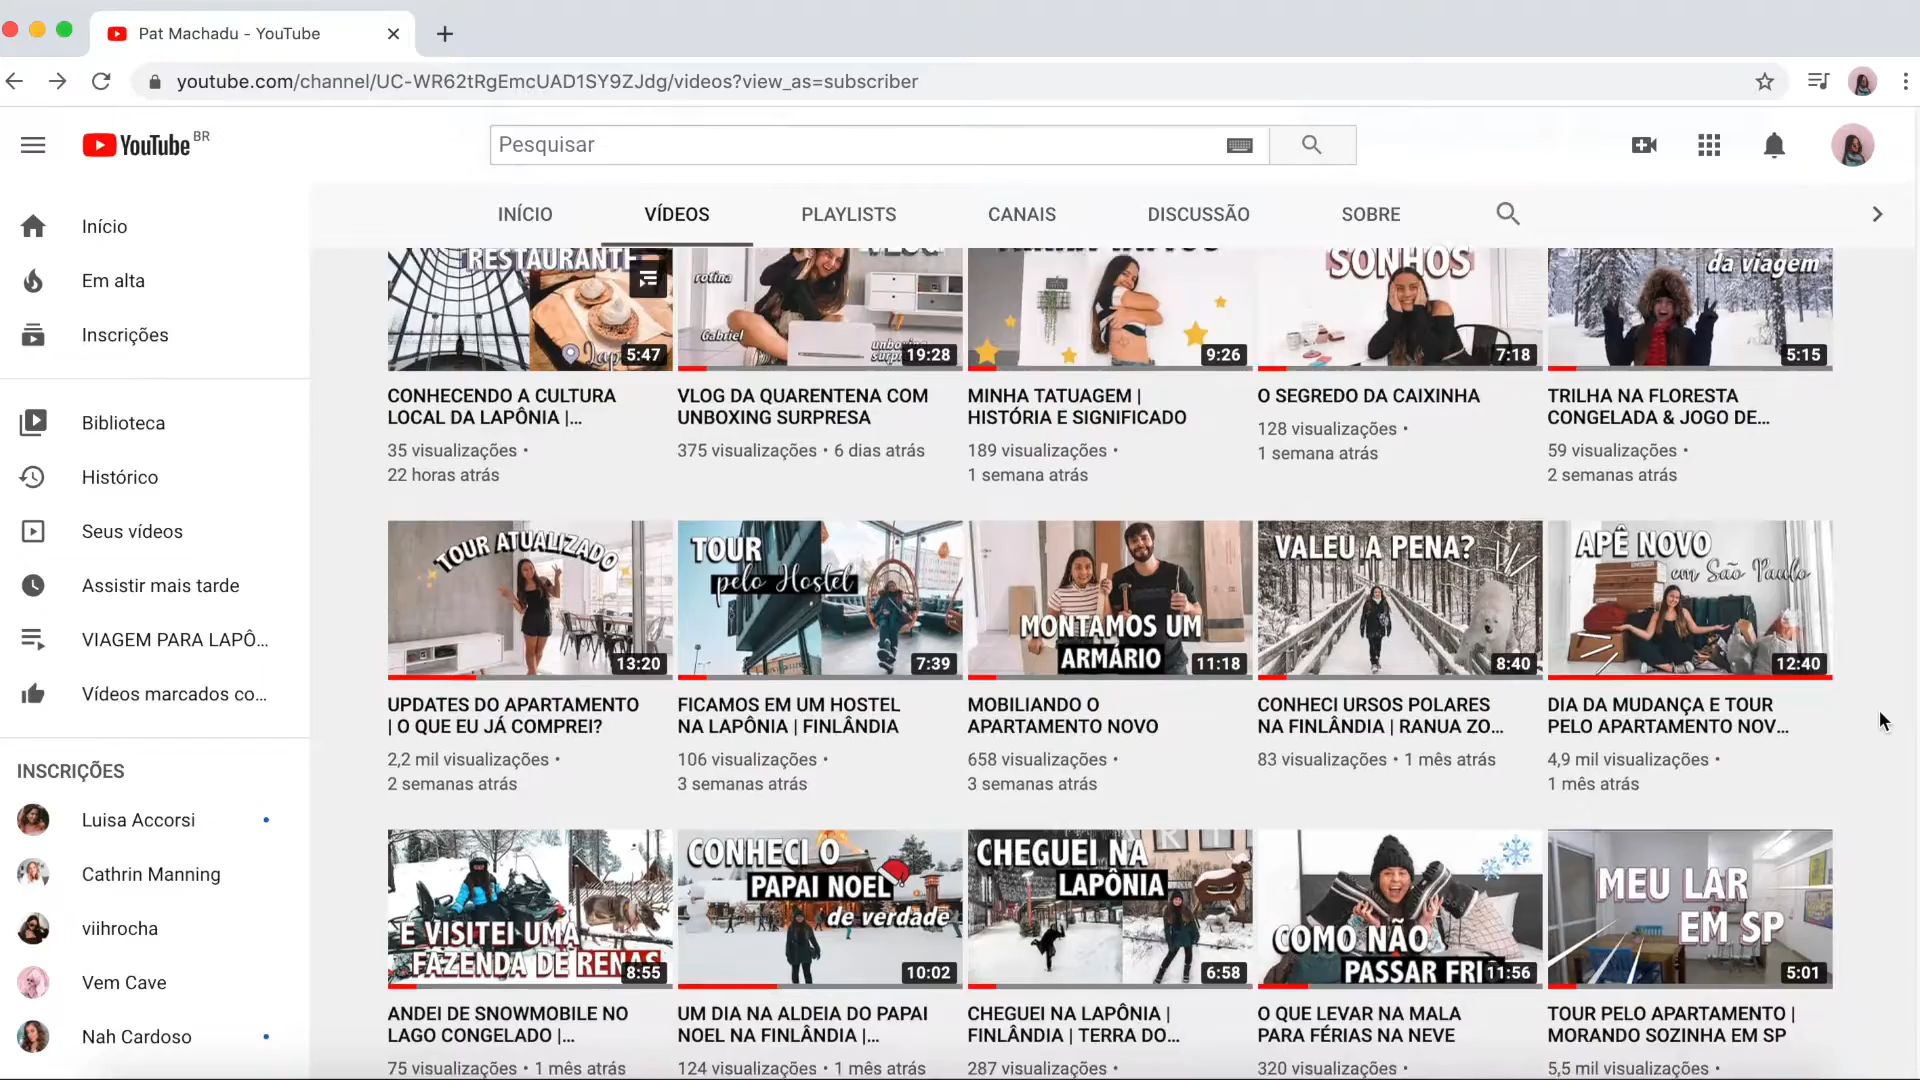 Pat Machadu - YouTube
youtube.com/channel/UC-WR62tRgEmcUAD1SY9ZJdg/videos?view_as=subscriber
YouTube BR
Pesquisar
INÍCIO
VÍDEOS
PLAYLISTS
CANAIS
DISCUSSÃO
SOBRE
Início
Em alta
Inscrições
Biblioteca
Histórico
Seus vídeos
Assistir mais tarde
VIAGEM PARA LAPÔ...
Vídeos marcados co...
INSCRIÇÕES
Luisa Accorsi
Cathrin Manning
viihrocha
Vem Cave
Nah Cardoso
RESTAURANTE
5:47
CONHECENDO A CULTURA
LOCAL DA LAPÔNIA |...
35 visualizações •
22 horas atrás
VLOG
rotina
Gabriel
19:28
VLOG DA QUARENTENA COM
UNBOXING SURPRESA
375 visualizações • 6 dias atrás
9:26
MINHA TATUAGEM |
HISTÓRIA E SIGNIFICADO
189 visualizações •
1 semana atrás
SONHOS
7:18
O SEGREDO DA CAIXINHA
128 visualizações •
1 semana atrás
da viagem
5:15
TRILHA NA FLORESTA
CONGELADA & JOGO DE...
59 visualizações •
2 semanas atrás
TOUR ATUALIZADO
13:20
UPDATES DO APARTAMENTO
| O QUE EU JÁ COMPREI?
2,2 mil visualizações •
2 semanas atrás
TOUR
pelo Hostel
7:39
FICAMOS EM UM HOSTEL
NA LAPÔNIA | FINLÂNDIA
106 visualizações •
3 semanas atrás
MONTAMOS UM
ARMÁRIO
11:18
MOBILIANDO O
APARTAMENTO NOVO
658 visualizações •
3 semanas atrás
VALEU A PENA?
8:40
CONHECI URSOS POLARES
NA FINLÂNDIA | RANUA ZO...
83 visualizações • 1 mês atrás
APÊ NOVO
em São Paulo
12:40
DIA DA MUDANÇA E TOUR
PELO APARTAMENTO NOV...
4,9 mil visualizações •
1 mês atrás
E VISITEI UMA
FAZENDA DE RENAS
8:55
ANDEI DE SNOWMOBILE NO
LAGO CONGELADO |...
75 visualizações • 1 mês atrás
CONHECI O
PAPAI NOEL
de verdade
10:02
UM DIA NA ALDEIA DO PAPAI
NOEL NA FINLÂNDIA |...
124 visualizações • 1 mês atrás
CHEGUEI NA
LAPÔNIA
6:58
CHEGUEI NA LAPÔNIA |
FINLÂNDIA | TERRA DO...
287 visualizações •
COMO NÃO
PASSAR FRI
11:56
O QUE LEVAR NA MALA
PARA FÉRIAS NA NEVE
320 visualizações •
MEU LAR
EM SP
5:01
TOUR PELO APARTAMENTO |
MORANDO SOZINHA EM SP
5,5 mil visualizações •